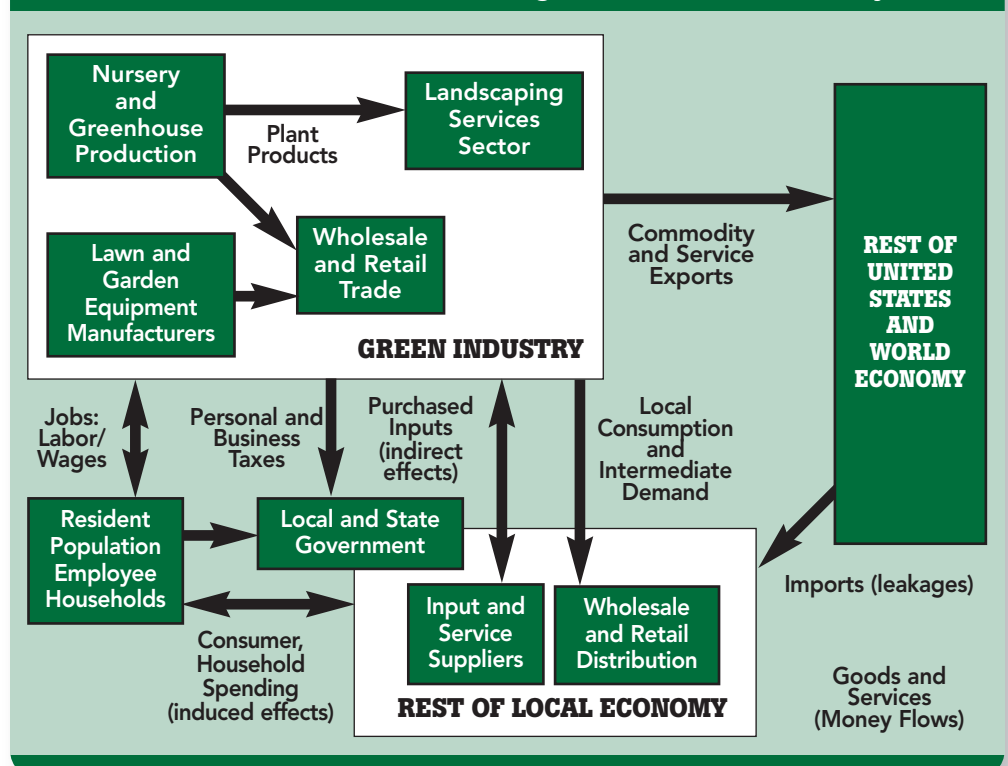 Nursery
and
Greenhouse
Production
Plant
Products
Landscaping
Services
Sector
Lawn and
Garden
Equipment
Manufacturers
Wholesale
and Retail
Trade
GREEN INDUSTRY
Commodity
and Service
Exports
REST OF
UNITED
STATES
AND
WORLD
ECONOMY
Jobs:
Labor/
Wages
Personal and
Business
Taxes
Purchased
Inputs
(indirect
effects)
Local
Consumption
and
Intermediate
Demand
Resident
Population
Employee
Households
Local and State
Government
Imports (leakages)
Consumer,
Household
Spending
(induced effects)
Input and
Service
Suppliers
Wholesale
and Retail
Distribution
REST OF LOCAL ECONOMY
Goods and
Services
(Money Flows)